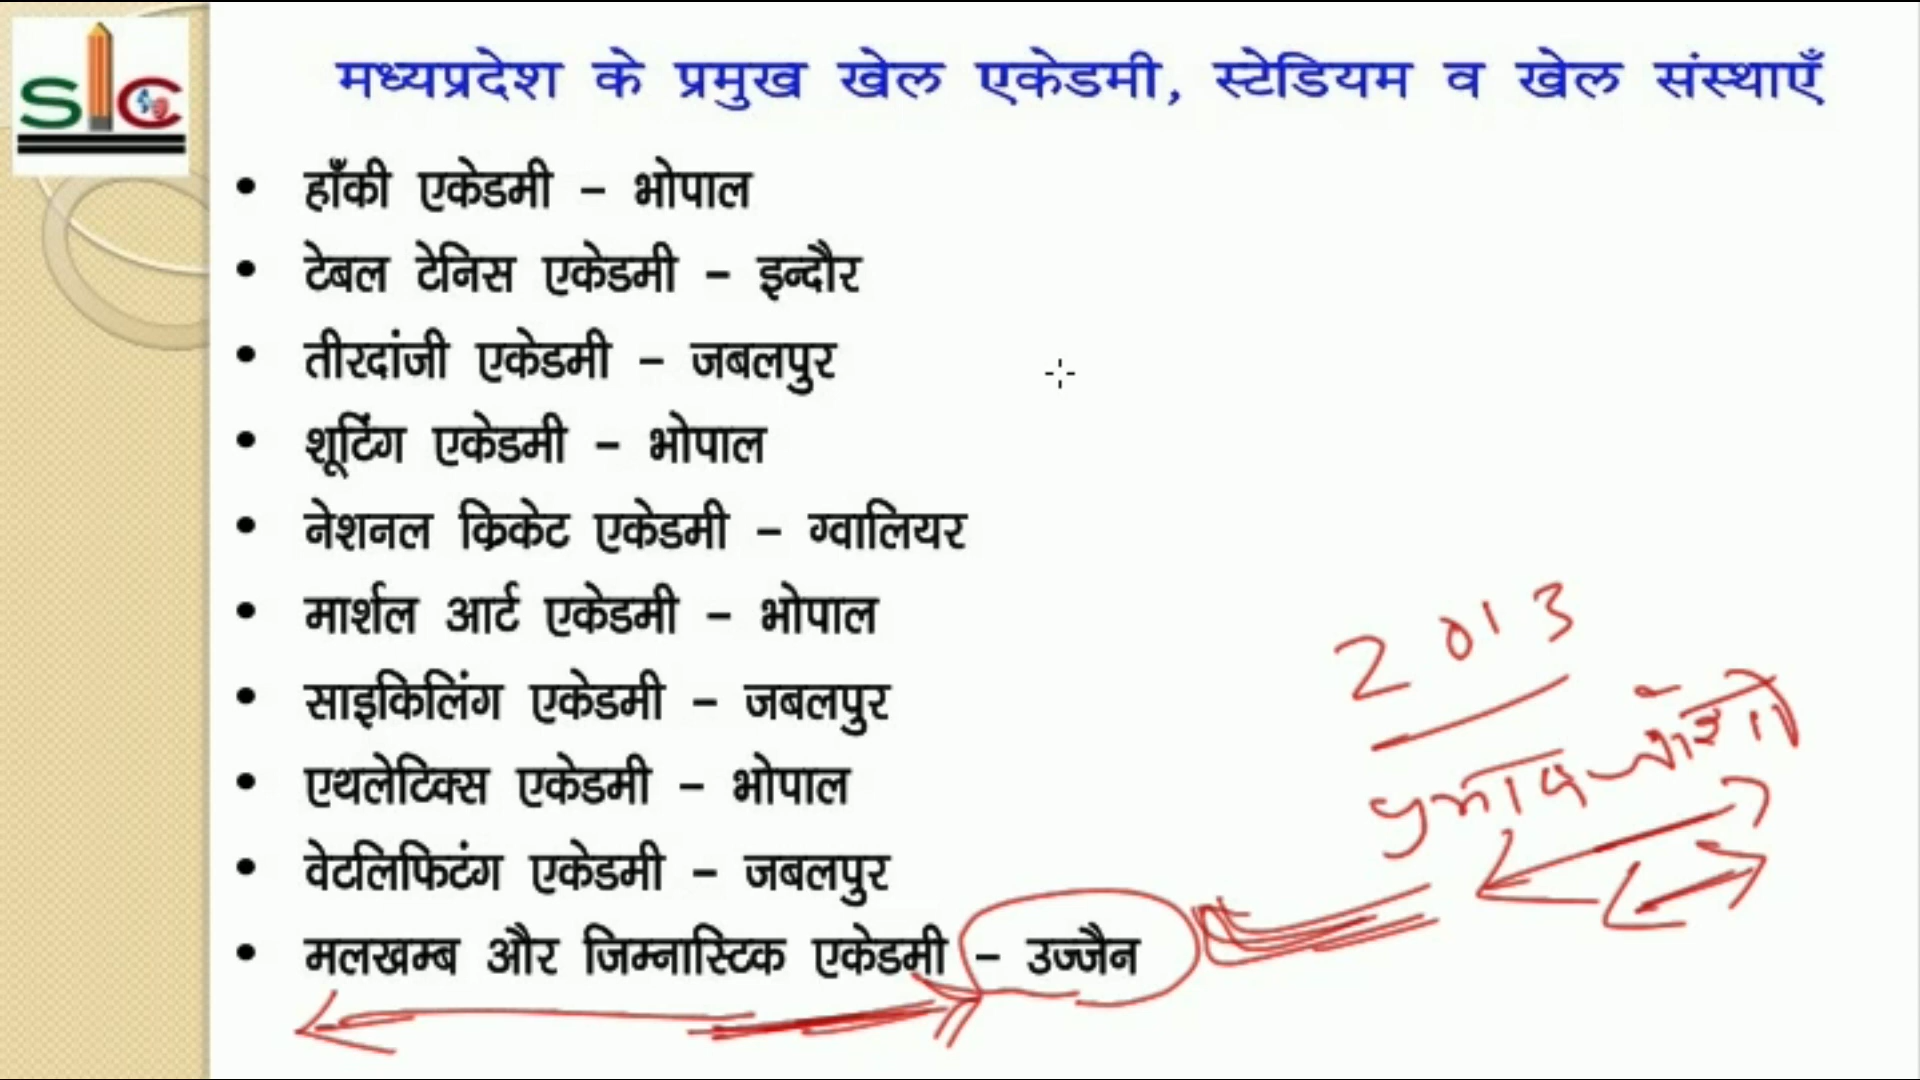 SIC
मध्यप्रदेश के प्रमुख खेल एकेडमी, स्टेडियम व खेल संस्थाएँ
• हॉंकी एकेडमी – भोपाल
• टेबल टेनिस एकेडमी – इन्दौर
• तीरदांजी एकेडमी – जबलपुर
• शूटिंग एकेडमी – भोपाल
• नेशनल क्रिकेट एकेडमी – ग्वालियर
• मार्शल आर्ट एकेडमी – भोपाल
• साइकिलिंग एकेडमी – जबलपुर
• एथलेटिक्स एकेडमी – भोपाल
• वेटलिफिटंग एकेडमी – जबलपुर
• मलखम्ब और जिम्नास्टिक एकेडमी – उज्जैन
2013